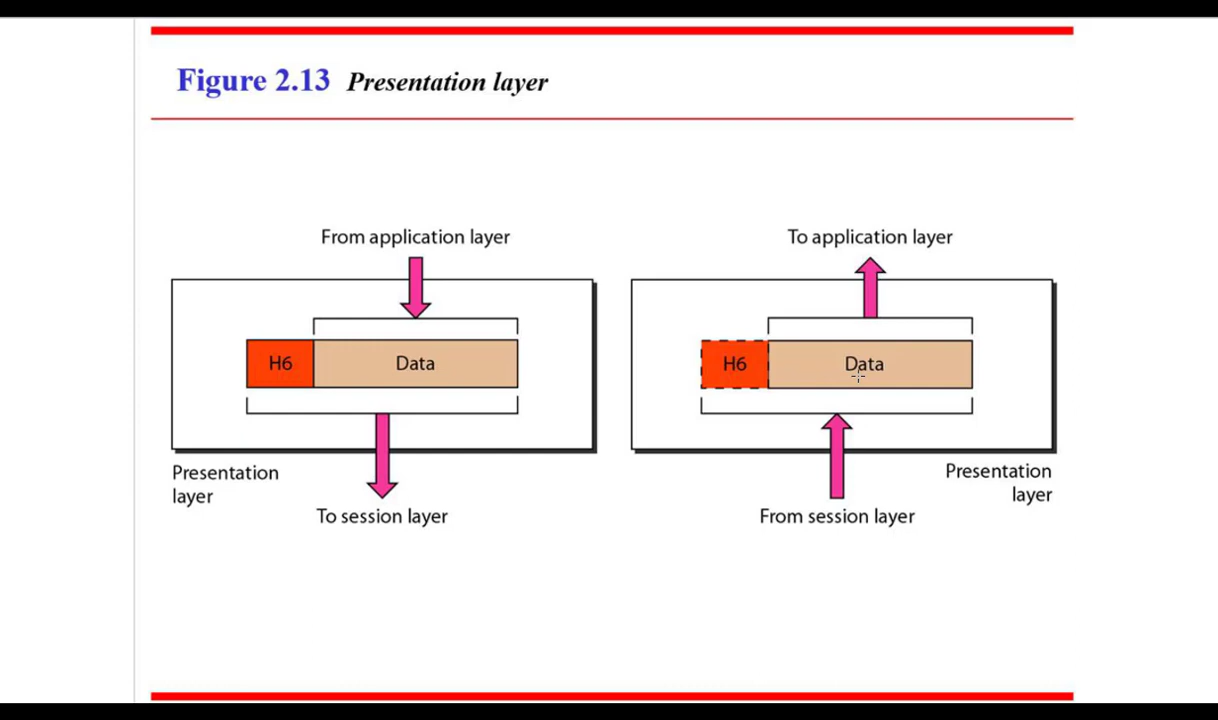 Figure 2.13 Presentation layer
From application layer
H6 Data
Presentation
layer
To session layer
To application layer
H6 Data
Presentation
layer
From session layer